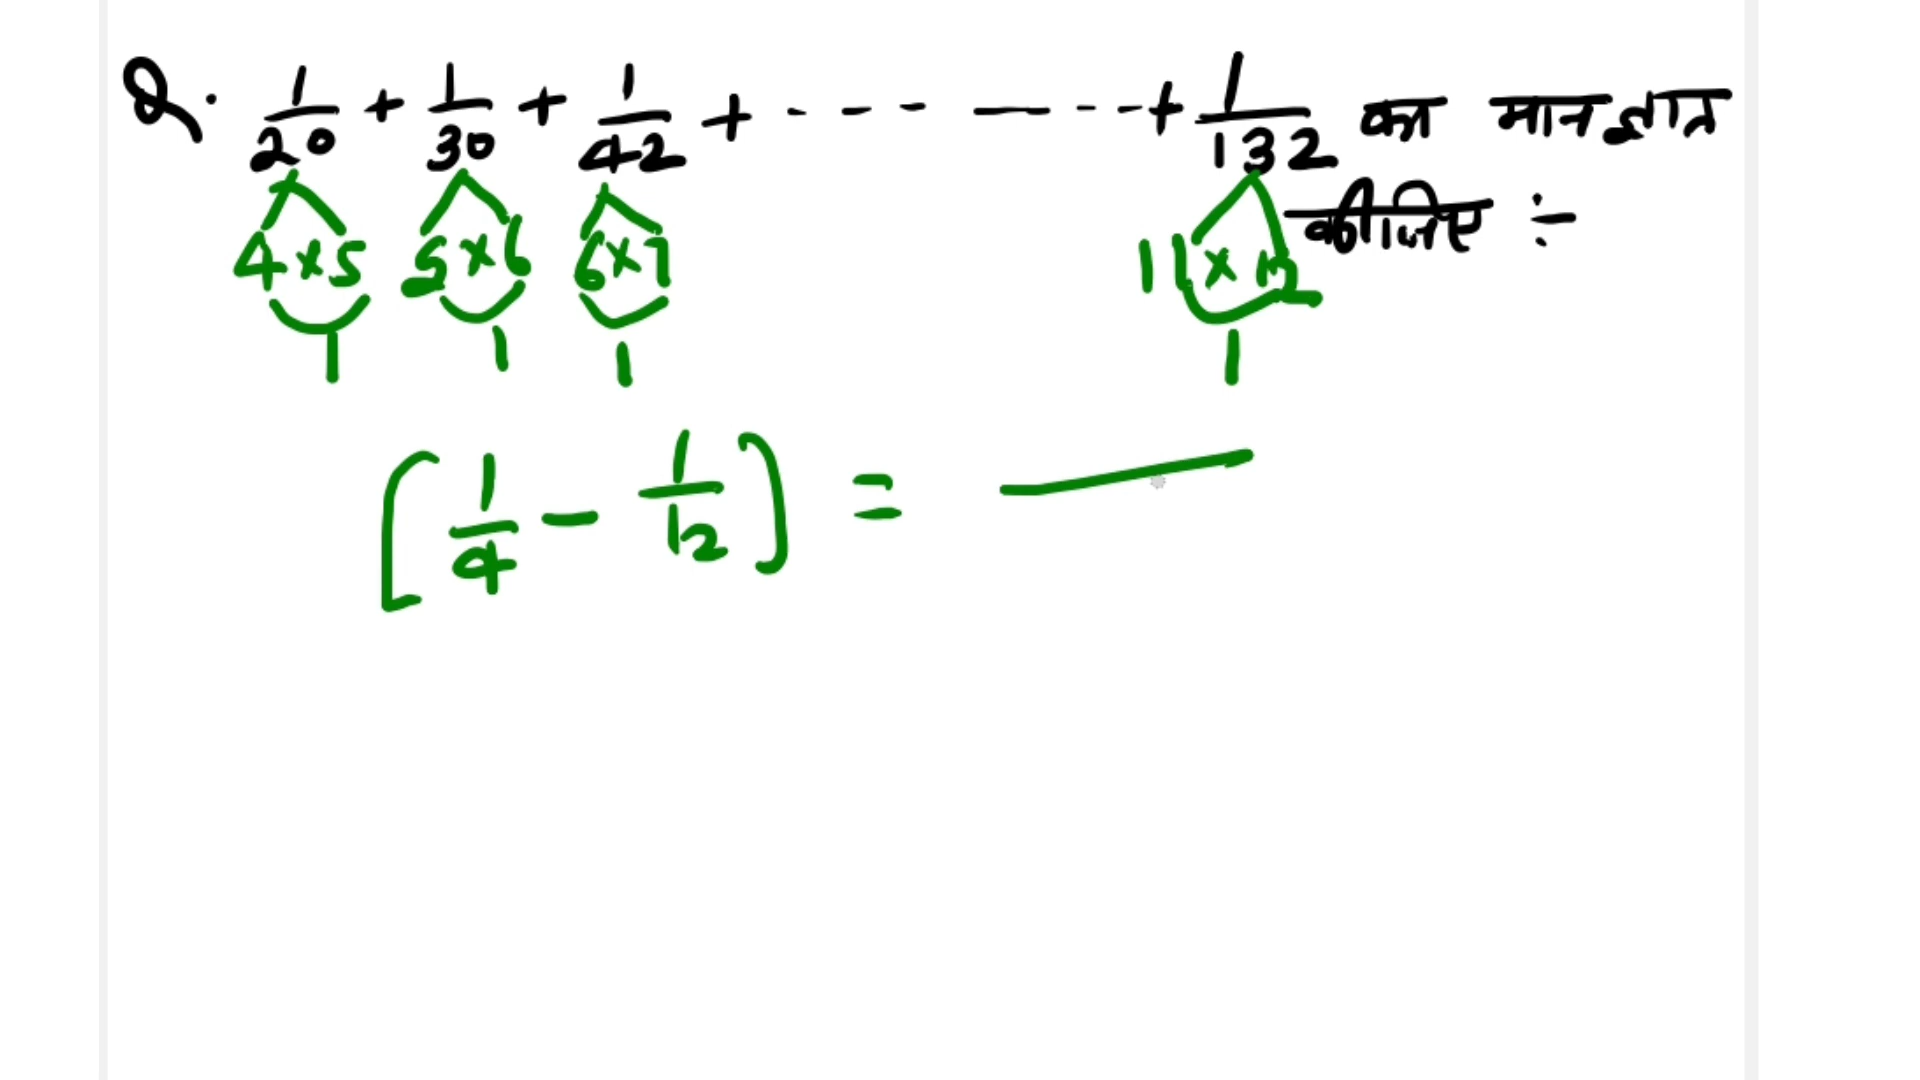 Q. 1/20 + 1/30 + 1/42 + - - - - — - - + 1/132 का मान ज्ञात
कीजिए ÷
4×5 5×6 6×7 11×12
1 1 1 1
[1/4 - 1/12] =